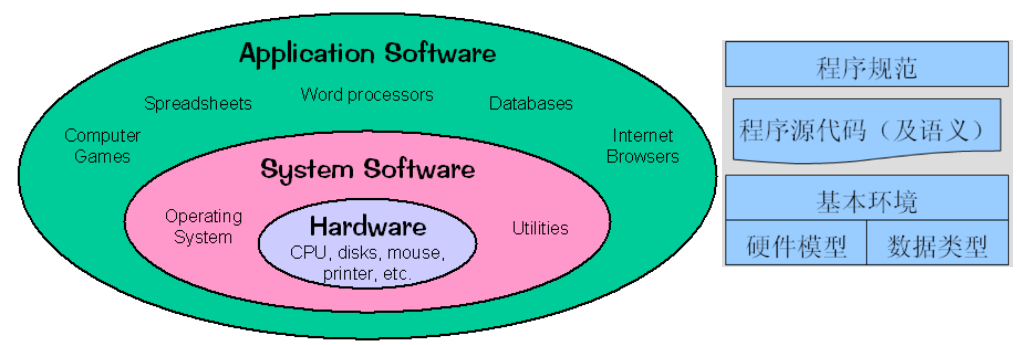 Application Software
Spreadsheets
Word processors
Databases
Computer
Games
Internet
Browsers
System Software
Operating
System
Utilities
Hardware
CPU, disks, mouse,
printer, etc.
程序规范
程序源代码（及语义）
基本环境
硬件模型
数据类型